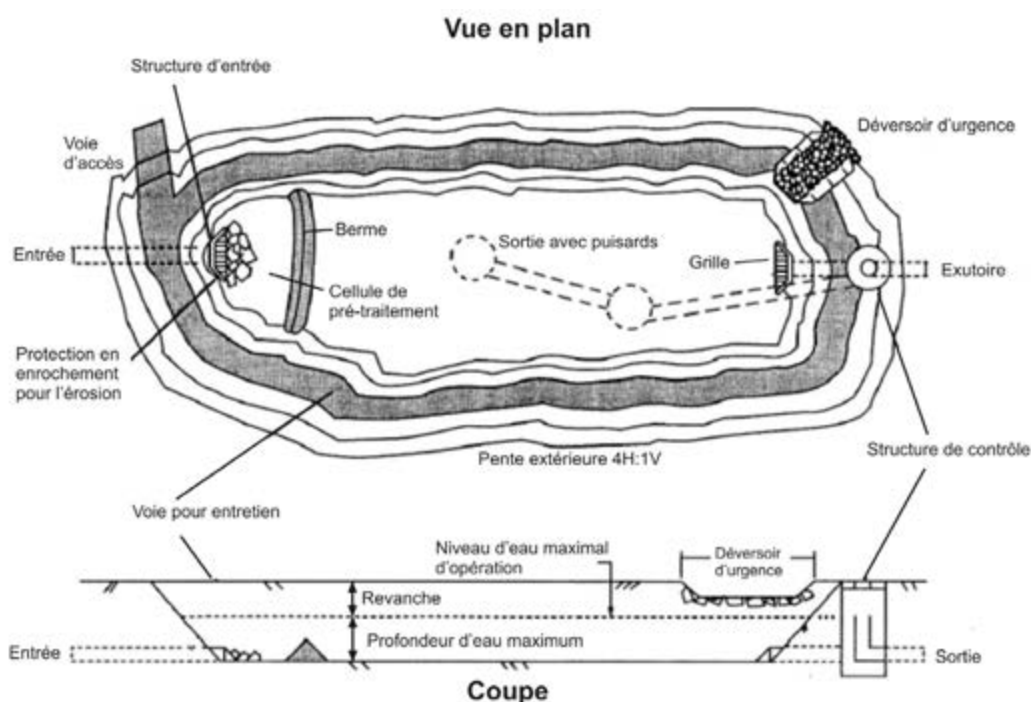 Vue en plan
Structure d'entrée
Déversoir d'urgence
Voie
d'accès
Berme
Sortie avec puisards
Entrée
Grille
Exutoire
Cellule de
pré-traitement
Protection en
enrochement
pour l'érosion
Structure de contrôle
Pente extérieure 4H:1V
Voie pour entretien
Niveau d'eau maximal
d'opération
Déversoir
d'urgence
Revanche
Profondeur d'eau maximum
Entrée
Sortie
Coupe